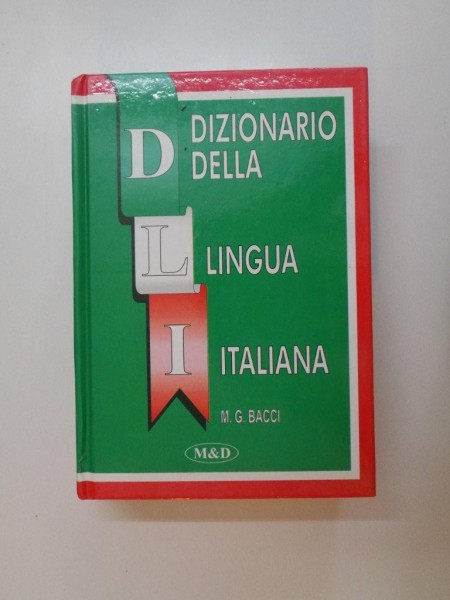 D DIZIONARIO
DELLA
L LINGUA
I ITALIANA
M. G. BACCI
M&D